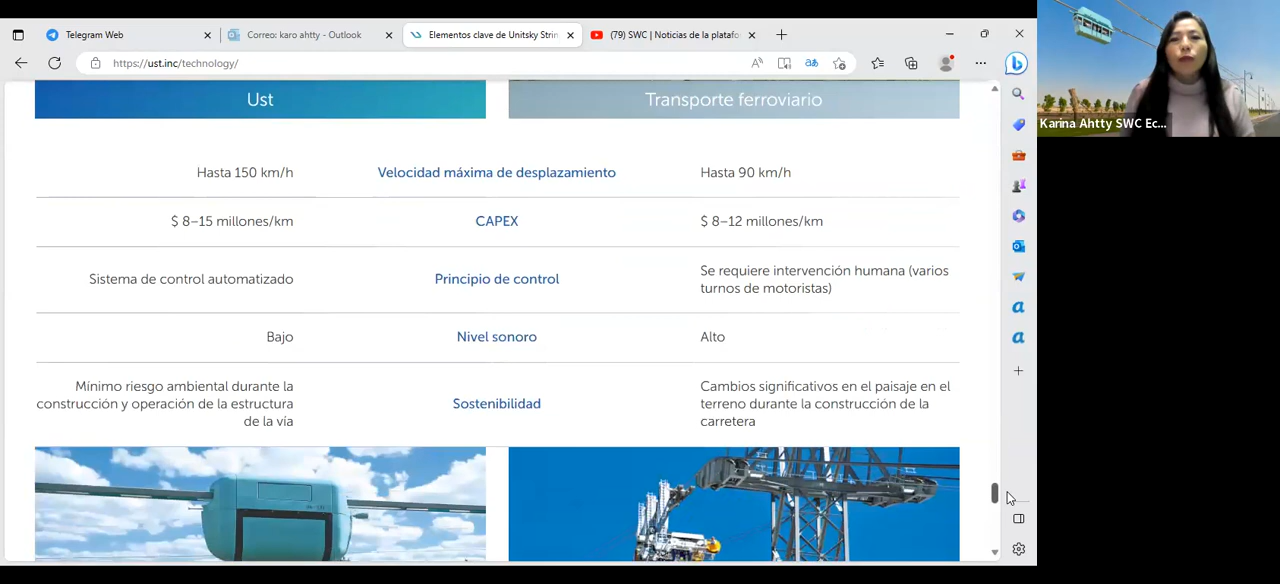 Telegram Web
Correo: karo ahtty - Outlook
Elementos clave de Unitsky Strin
(79) SWC | Noticias de la platafo
https://ust.inc/technology/
Karina Ahtty SWC Ec...
Ust
Transporte ferroviario
Hasta 150 km/h
Velocidad máxima de desplazamiento
Hasta 90 km/h
$ 8–15 millones/km
CAPEX
$ 8–12 millones/km
Sistema de control automatizado
Principio de control
Se requiere intervención humana (varios
turnos de motoristas)
Bajo
Nivel sonoro
Alto
Mínimo riesgo ambiental durante la
construcción y operación de la estructura
de la vía
Sostenibilidad
Cambios significativos en el paisaje en el
terreno durante la construcción de la
carretera